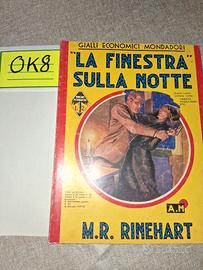 OK8
GIALLI ECONOMICI MONDADORI
"LA FINESTRA"
SULLA NOTTE
A.M
M.R. RINEHART